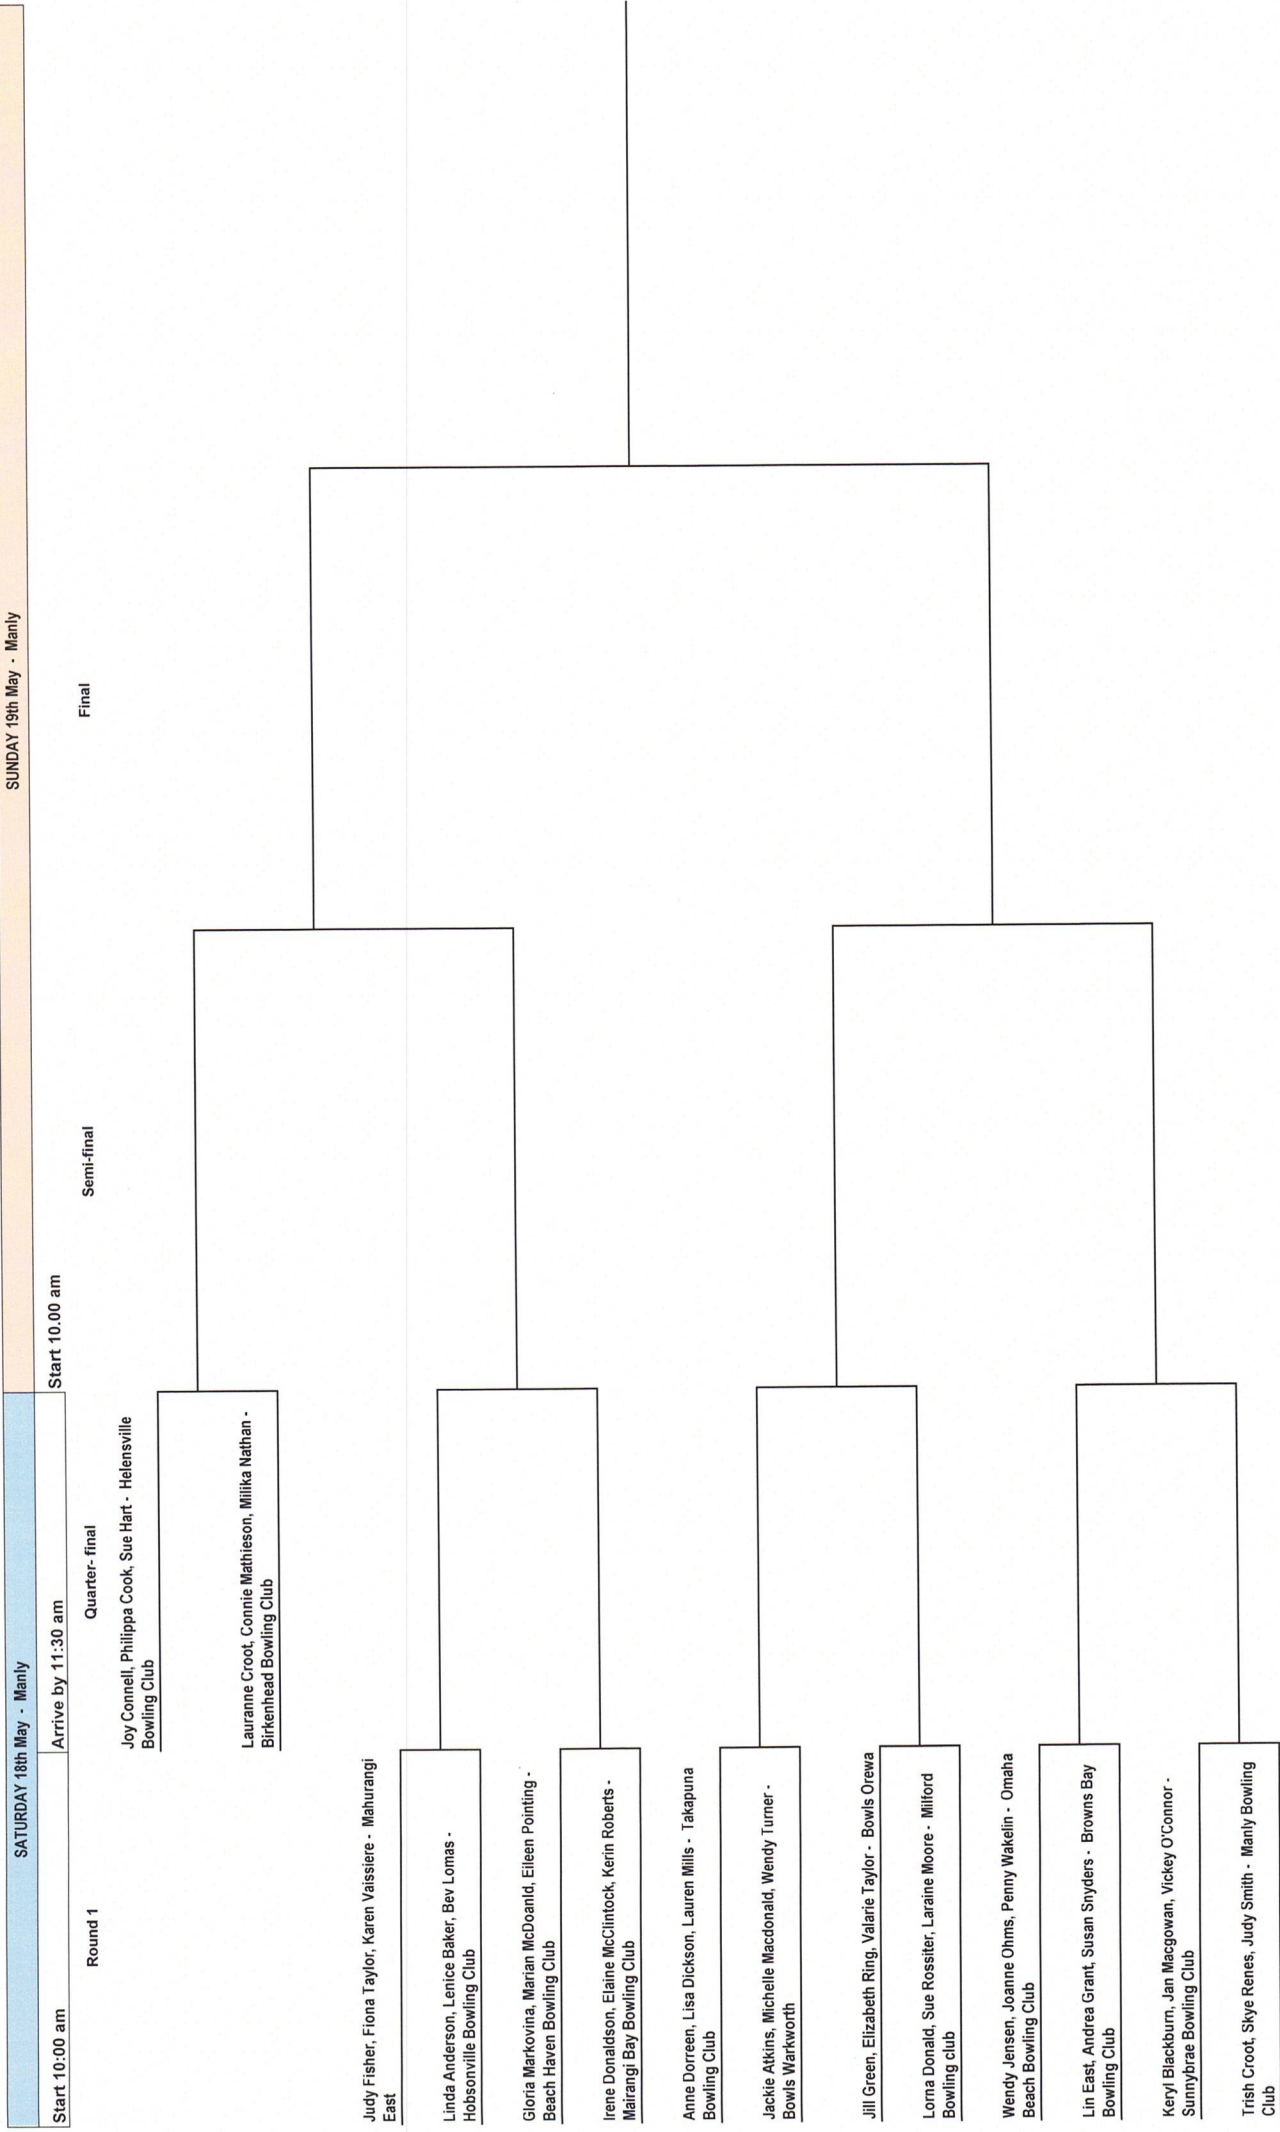 SATURDAY 18th May - Manly
SUNDAY 19th May - Manly
Start 10:00 am
Arrive by 11:30 am
Start 10.00 am
Round 1
Quarter- final
Semi-final
Final
Joy Connell, Philippa Cook, Sue Hart - Helensville
Bowling Club
Lauranne Croot, Connie Mathieson, Milika Nathan -
Birkenhead Bowling Club
Judy Fisher, Fiona Taylor, Karen Vaissiere - Mahurangi
East
Linda Anderson, Lenice Baker, Bev Lomas -
Hobsonville Bowling Club
Gloria Markovina, Marian McDoanld, Eileen Pointing -
Beach Haven Bowling Club
Irene Donaldson, Elaine McClintock, Kerin Roberts -
Mairangi Bay Bowling Club
Anne Dorreen, Lisa Dickson, Lauren Mills - Takapuna
Bowling Club
Jackie Atkins, Michelle Macdonald, Wendy Turner -
Bowls Warkworth
Jill Green, Elizabeth Ring, Valarie Taylor - Bowls Orewa
Lorna Donald, Sue Rossiter, Laraine Moore - Milford
Bowling club
Wendy Jensen, Joanne Ohms, Penny Wakelin - Omaha
Beach Bowling Club
Lin East, Andrea Grant, Susan Snyders - Browns Bay
Bowling Club
Keryl Blackburn, Jan Macgowan, Vickey O'Connor -
Sunnybrae Bowling Club
Trish Croot, Skye Renes, Judy Smith - Manly Bowling
Club